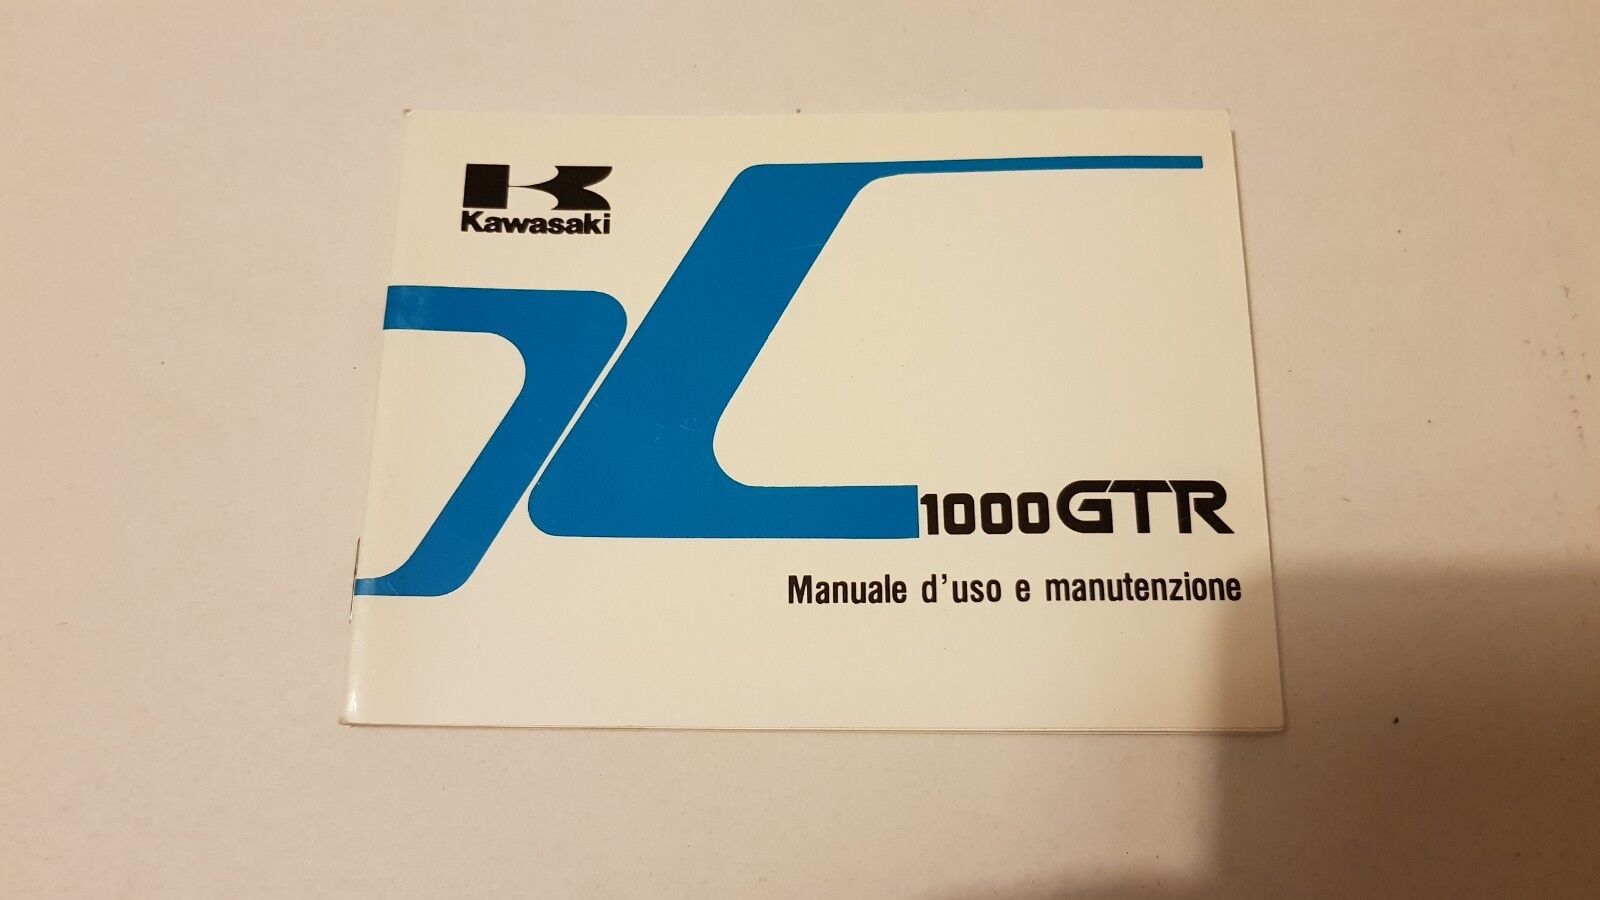 Kawasaki
1000GTR
Manuale d'uso e manutenzione